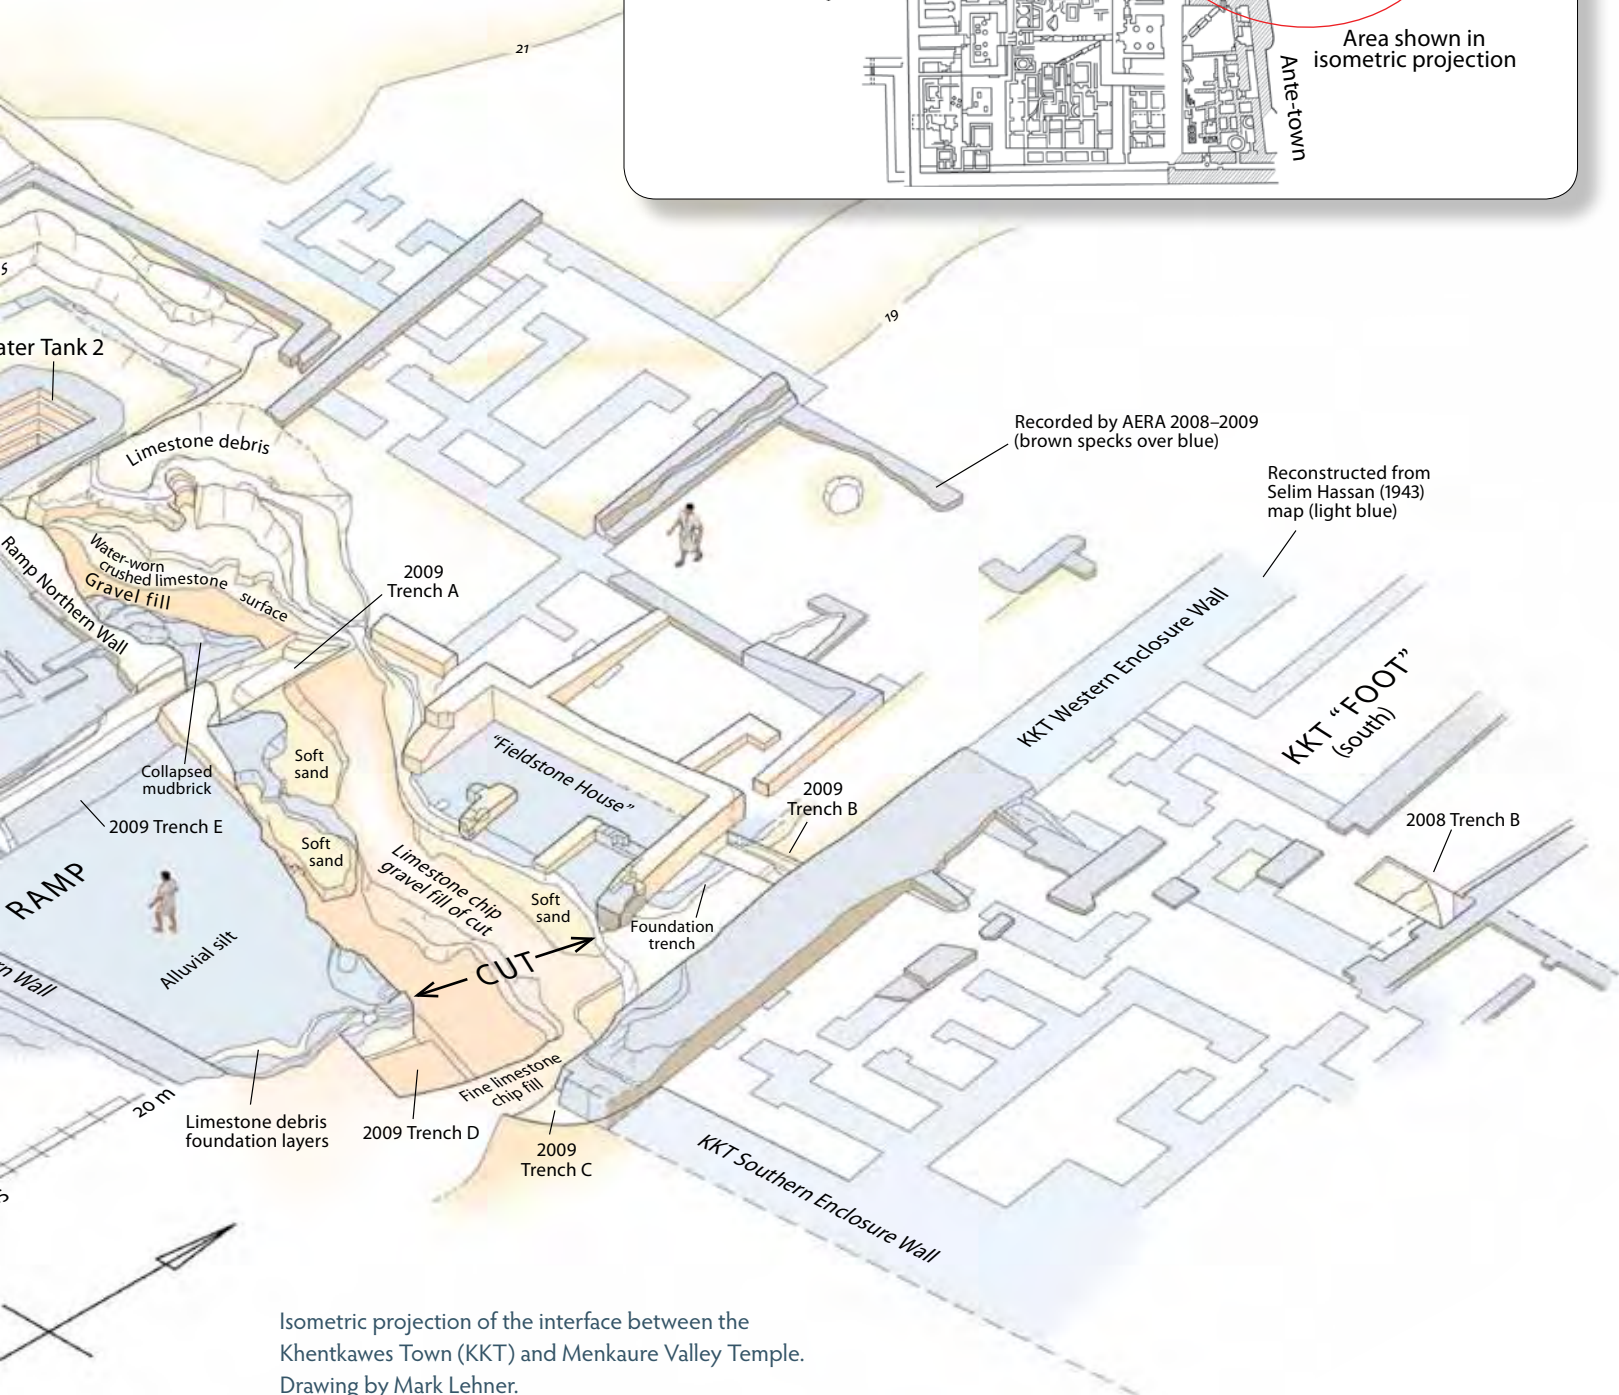 21
Area shown in
isometric projection
Ante-town
19
ater Tank 2
Limestone debris
Recorded by AERA 2008–2009
(brown specks over blue)
Reconstructed from
Selim Hassan (1943)
map (light blue)
Water-worn
crushed limestone surface
Gravel fill
Ramp Northern Wall
2009
Trench A
KKT Western Enclosure Wall
KKT “FOOT”
(south)
"Fieldstone House"
Soft
sand
Collapsed
mudbrick
2009 Trench E
2009
Trench B
2008 Trench B
Soft
sand
RAMP
Limestone chip
gravel fill of cut
Soft
sand
Foundation
trench
CUT
Alluvial silt
rn Wall
20 m
Fine limestone
chip fill
Limestone debris
foundation layers
2009 Trench D
2009
Trench C
KKT Southern Enclosure Wall
Isometric projection of the interface between the
Khentkawes Town (KKT) and Menkaure Valley Temple.
Drawing by Mark Lehner.